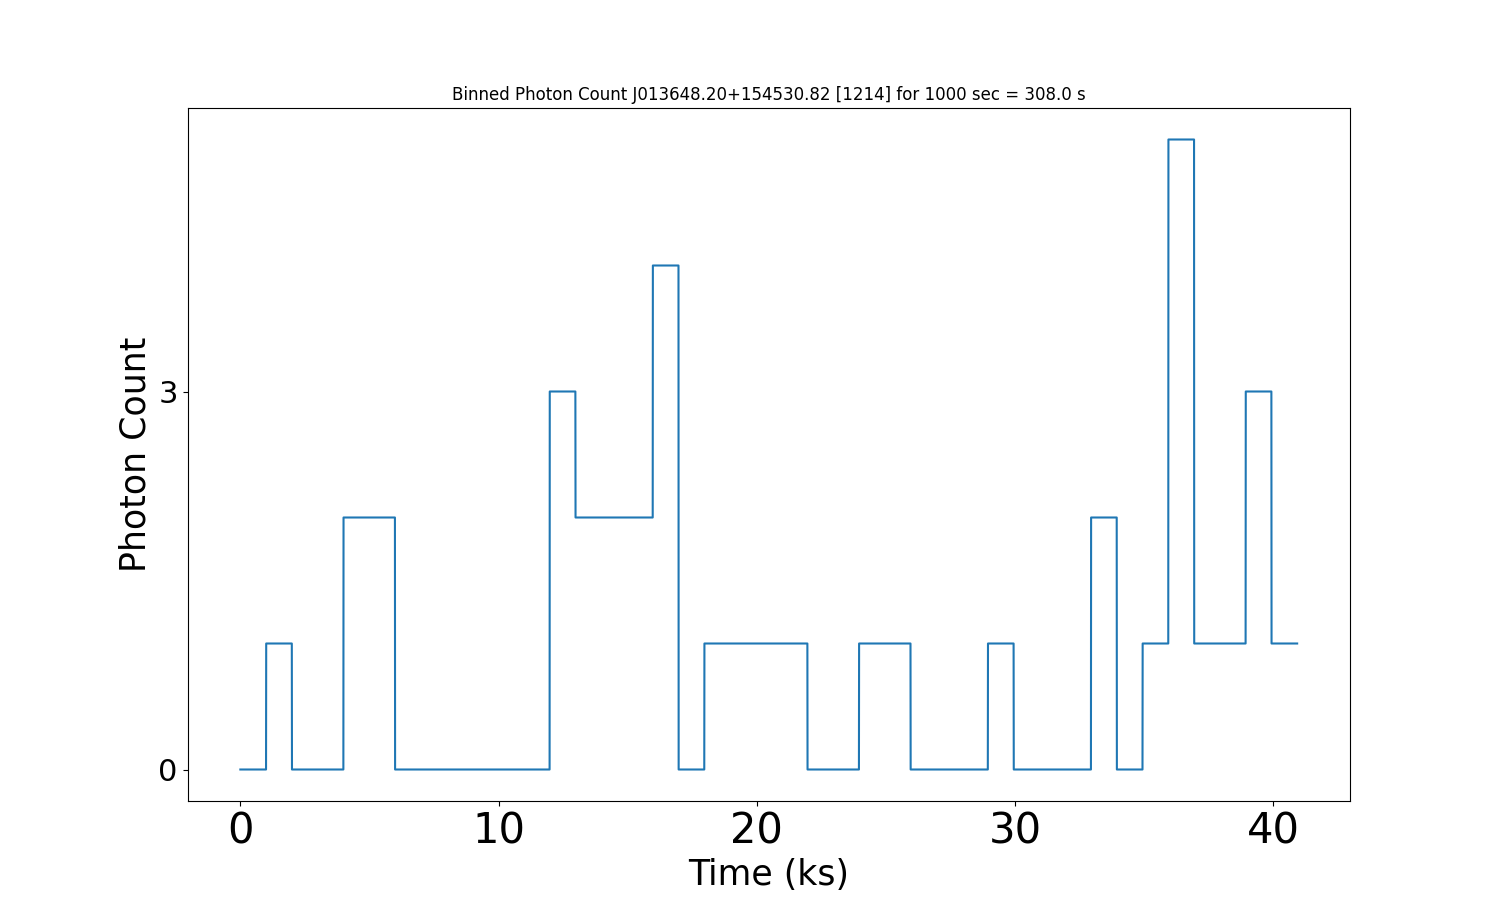 Binned Photon Count J013648.20+154530.82 [1214] for 1000 sec = 308.0 s
Photon Count
3
0
0 10 20 30 40
Time (ks)